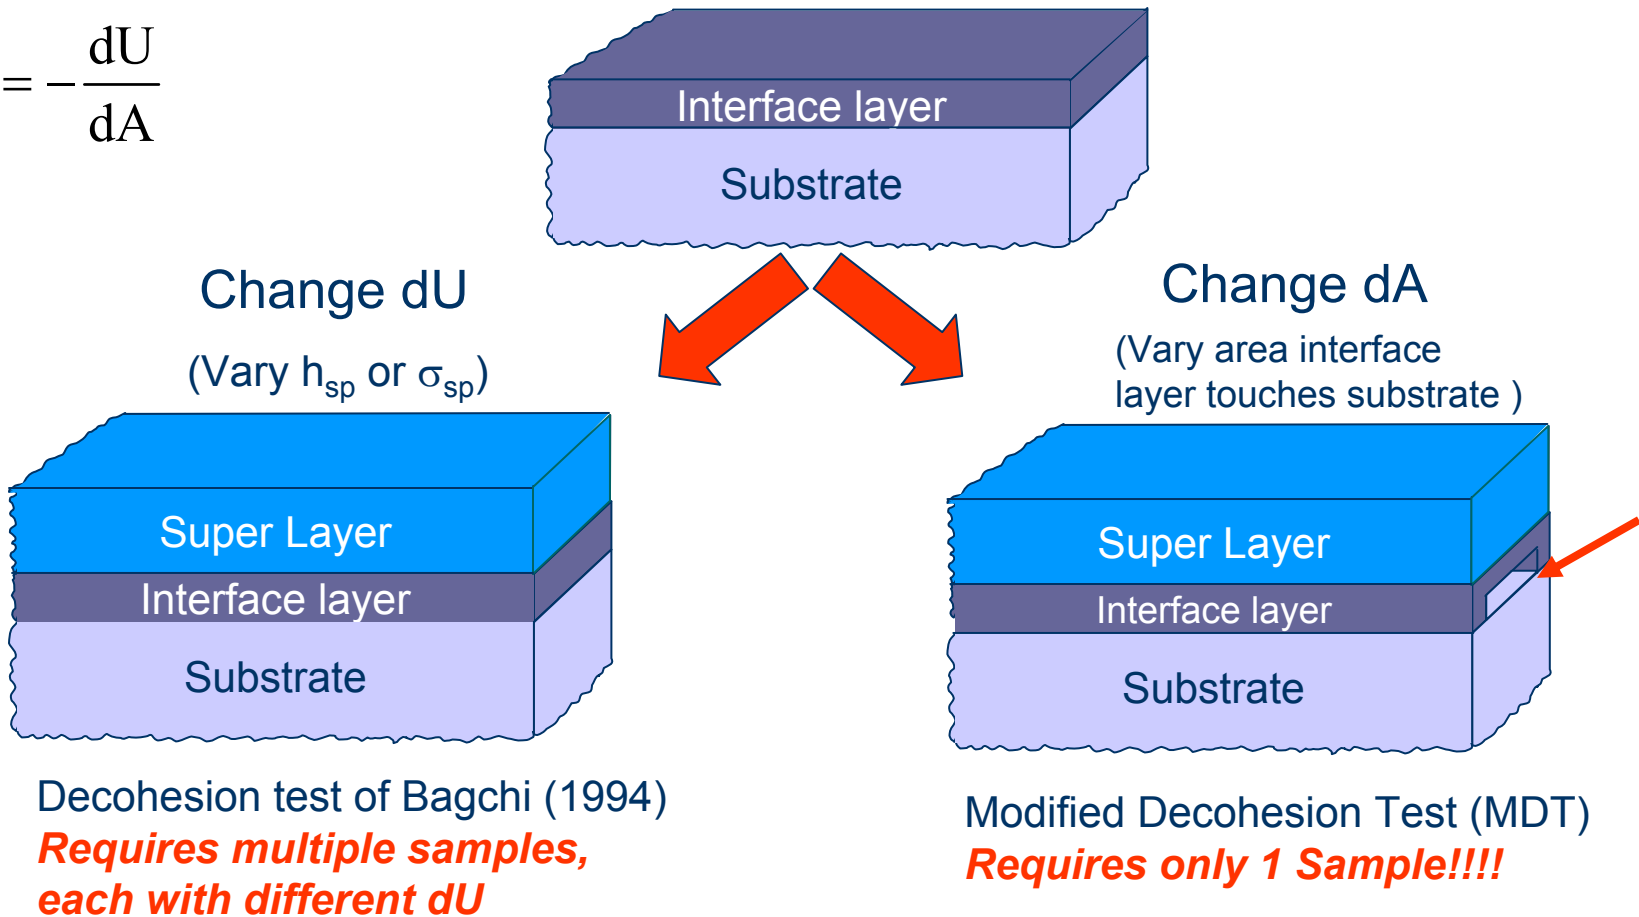 = − dU
dA
Interface layer
Substrate
Change dU
(Vary hsp or σsp)
Super Layer
Interface layer
Substrate
Decohesion test of Bagchi (1994)
Requires multiple samples,
each with different dU
Change dA
(Vary area interface
layer touches substrate )
Super Layer
Interface layer
Substrate
Modified Decohesion Test (MDT)
Requires only 1 Sample!!!!